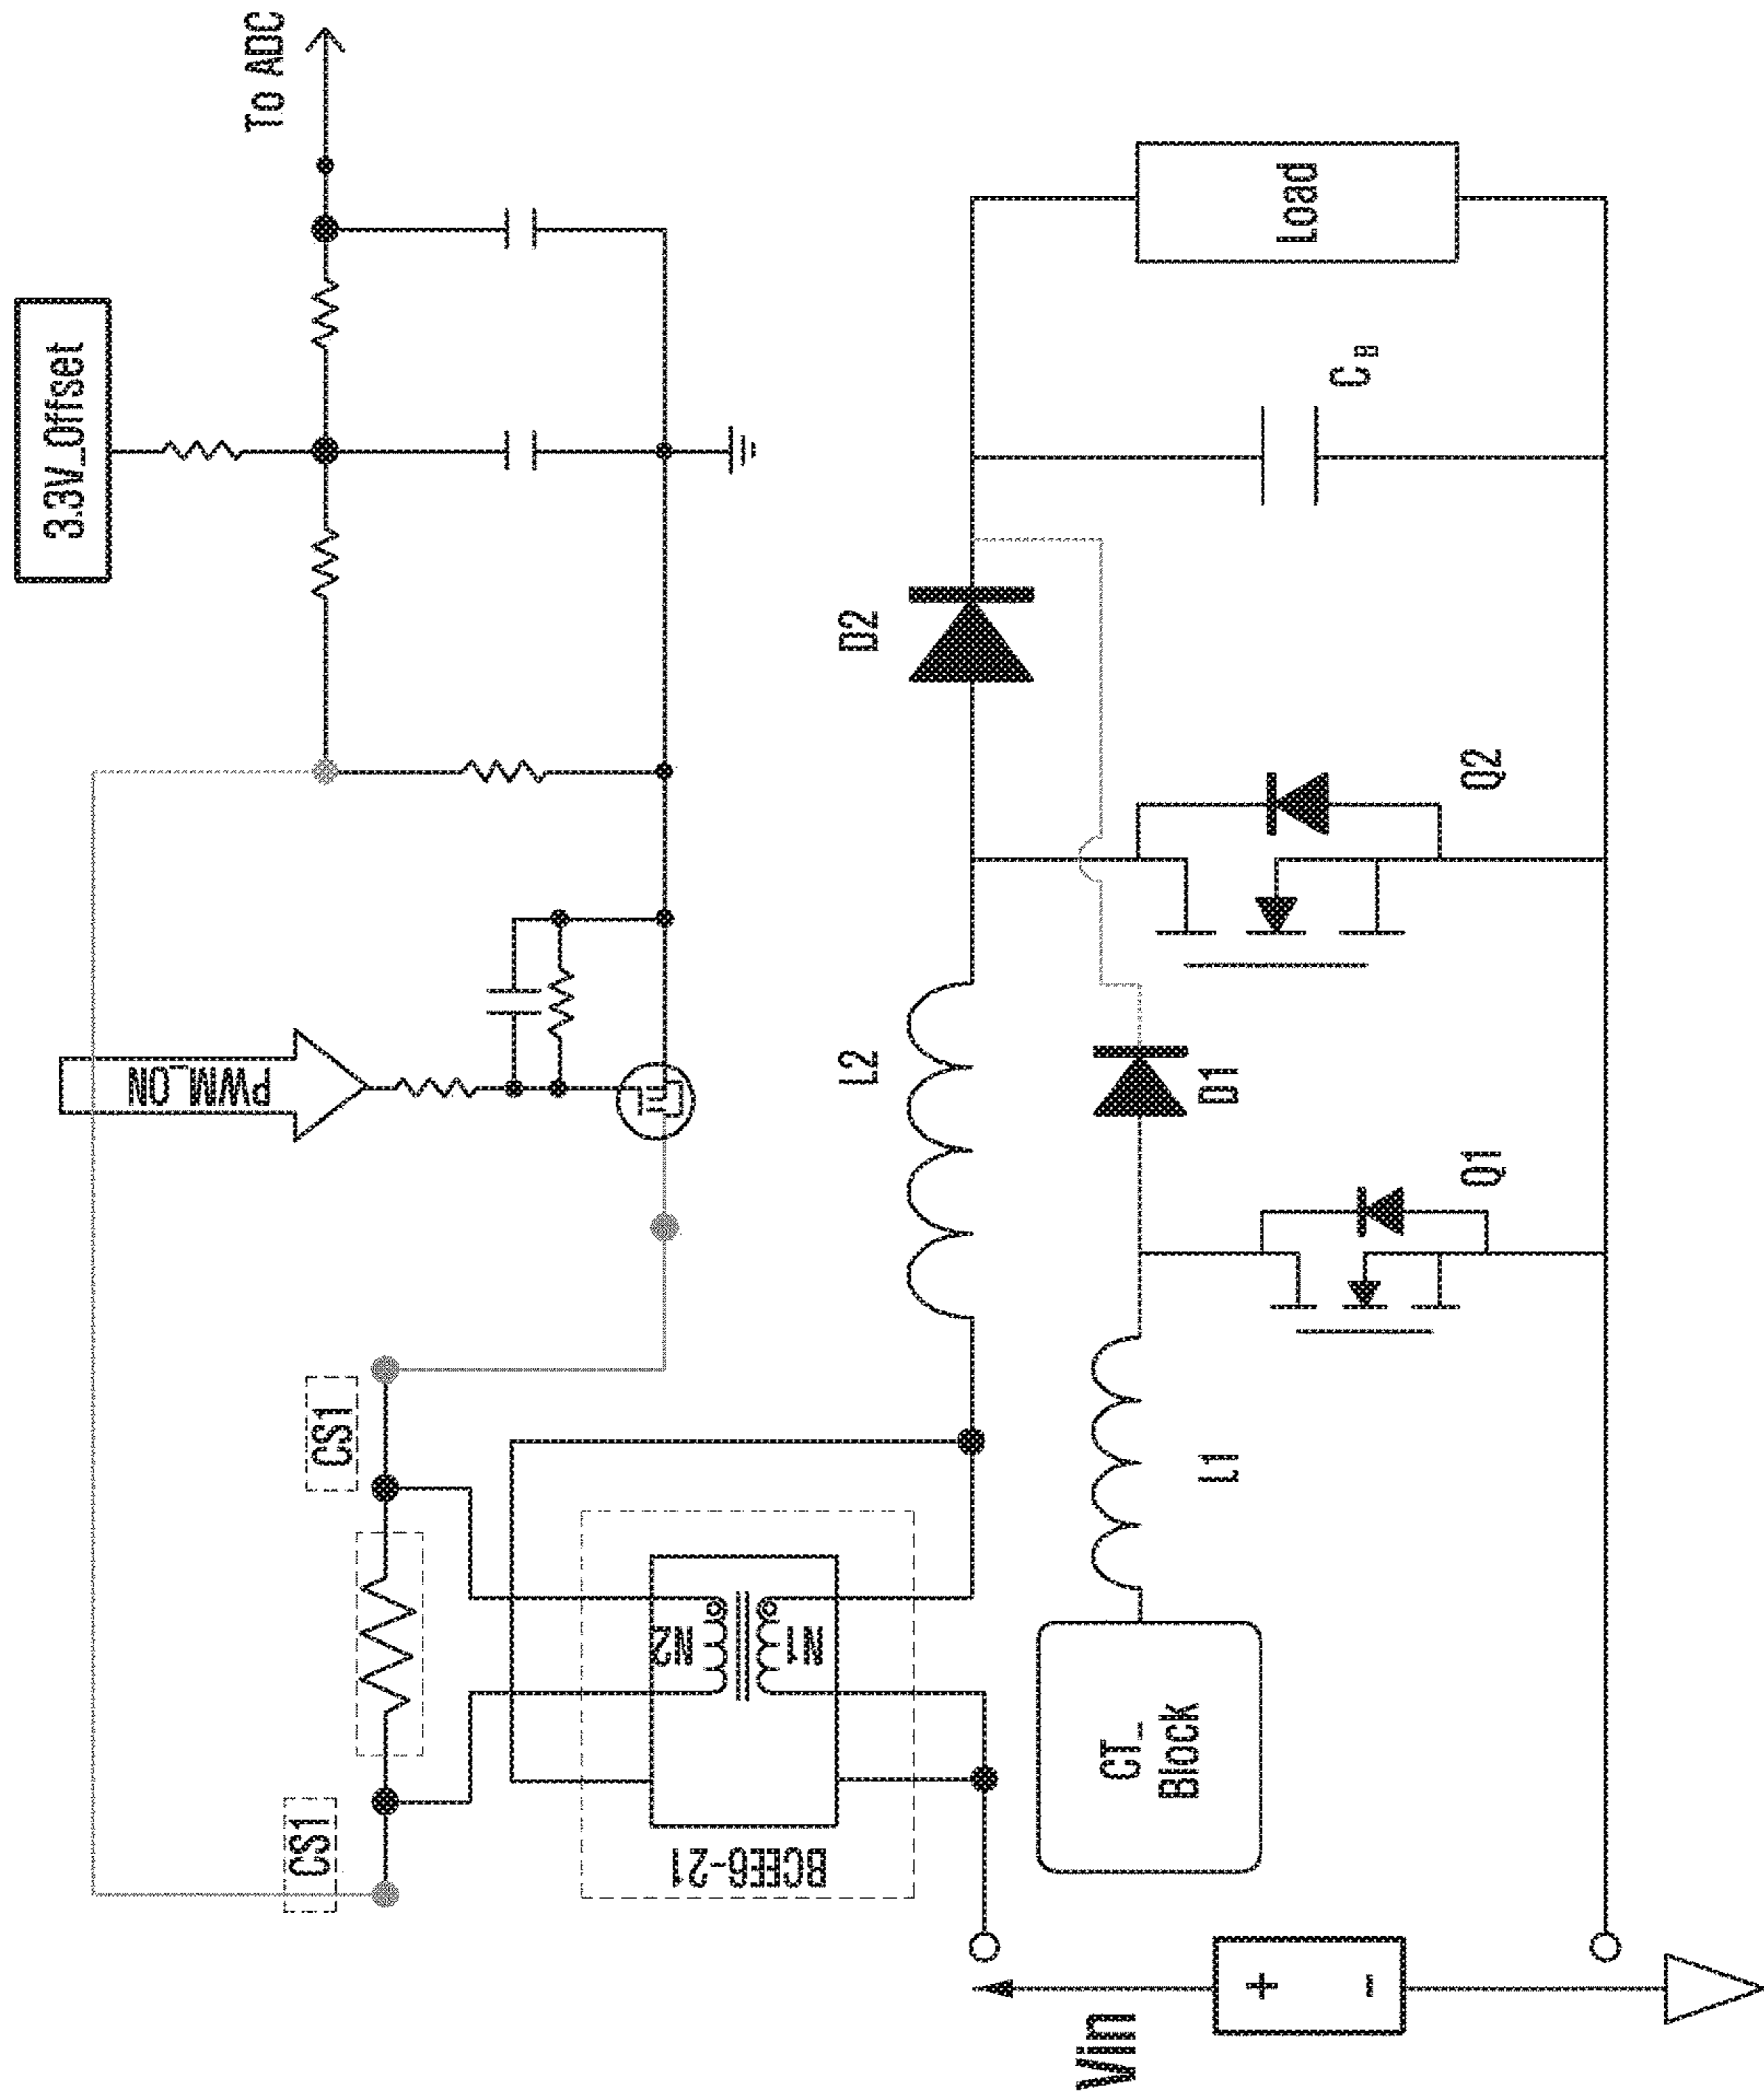 3.3V_Offset
To ADC
PWM_ON
CS1
CS1
N2
N1
BCEE6-21
L2
D2
D1
L1
Q1
Q2
CT_
Block
CB
Load
Vin
+
-